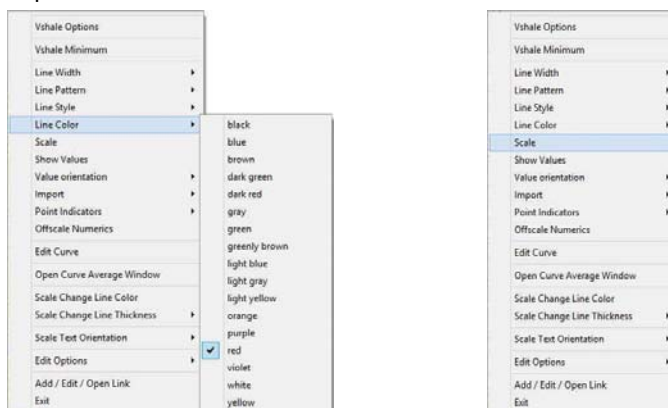 Vshale Options
Vshale Minimum
Line Width
Line Pattern
Line Style
Line Color
Scale
Show Values
Value orientation
Import
Point Indicators
Offscale Numerics
Edit Curve
Open Curve Average Window
Scale Change Line Color
Scale Change Line Thickness
Scale Text Orientation
Edit Options
Add / Edit / Open Link
Exit
black
blue
brown
dark green
dark red
gray
green
greenly brown
light blue
light gray
light yellow
orange
purple
red
violet
white
yellow
Vshale Options
Vshale Minimum
Line Width
Line Pattern
Line Style
Line Color
Scale
Show Values
Value orientation
Import
Point Indicators
Offscale Numerics
Edit Curve
Open Curve Average Window
Scale Change Line Color
Scale Change Line Thickness
Scale Text Orientation
Edit Options
Add / Edit / Open Link
Exit